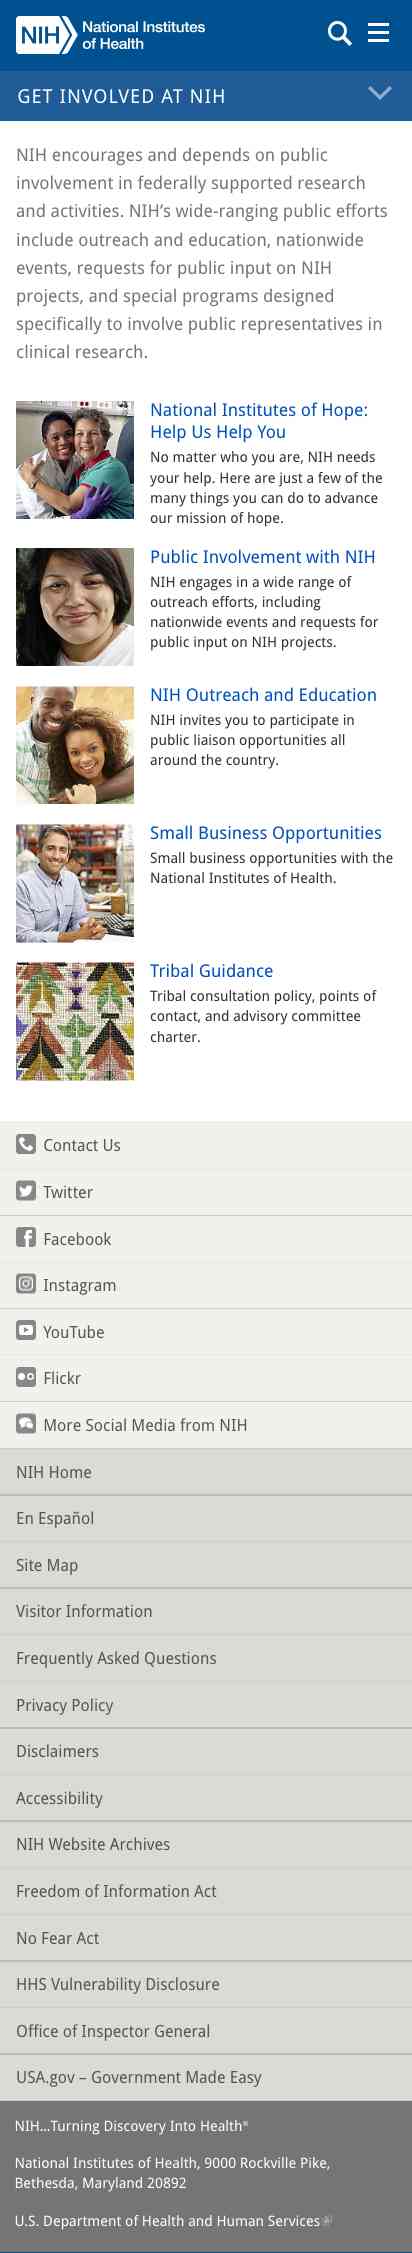 NIH National Institutes
of Health
GET INVOLVED AT NIH
NIH encourages and depends on public
involvement in federally supported research
and activities. NIH’s wide-ranging public efforts
include outreach and education, nationwide
events, requests for public input on NIH
projects, and special programs designed
specifically to involve public representatives in
clinical research.
National Institutes of Hope:
Help Us Help You
No matter who you are, NIH needs
your help. Here are just a few of the
many things you can do to advance
our mission of hope.
Public Involvement with NIH
NIH engages in a wide range of
outreach efforts, including
nationwide events and requests for
public input on NIH projects.
NIH Outreach and Education
NIH invites you to participate in
public liaison opportunities all
around the country.
Small Business Opportunities
Small business opportunities with the
National Institutes of Health.
Tribal Guidance
Tribal consultation policy, points of
contact, and advisory committee
charter.
Contact Us
Twitter
Facebook
Instagram
YouTube
Flickr
More Social Media from NIH
NIH Home
En Español
Site Map
Visitor Information
Frequently Asked Questions
Privacy Policy
Disclaimers
Accessibility
NIH Website Archives
Freedom of Information Act
No Fear Act
HHS Vulnerability Disclosure
Office of Inspector General
USA.gov – Government Made Easy
NIH…Turning Discovery Into Health®
National Institutes of Health, 9000 Rockville Pike,
Bethesda, Maryland 20892
U.S. Department of Health and Human Services